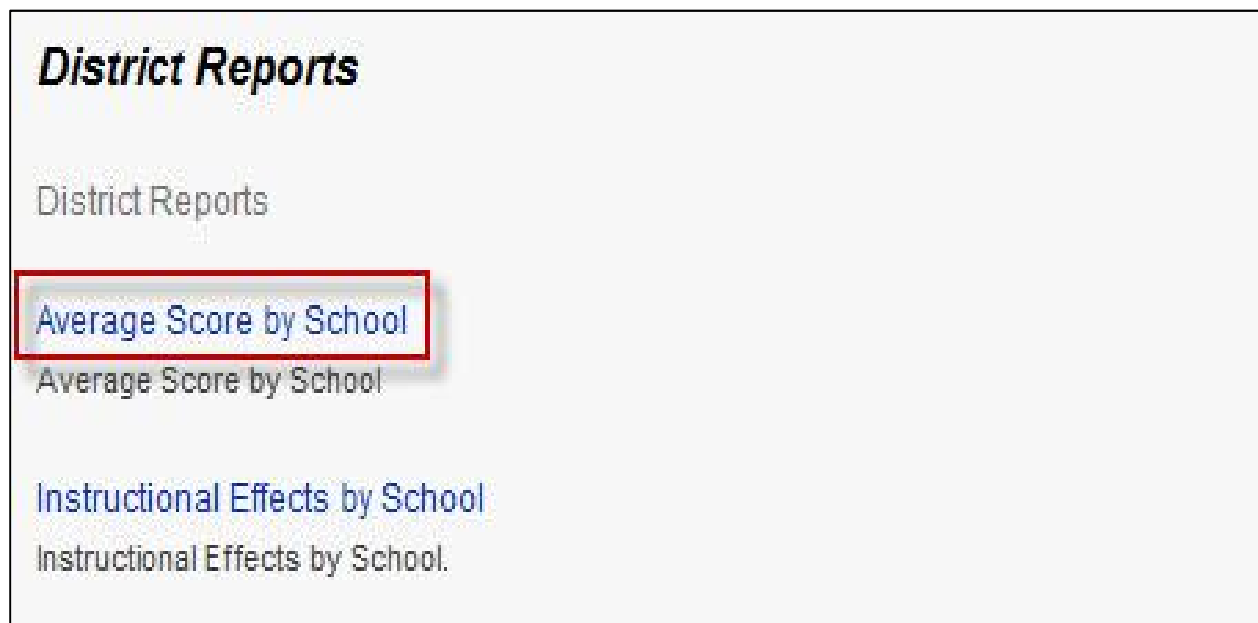 District Reports
District Reports
Average Score by School
Average Score by School
Instructional Effects by School
Instructional Effects by School.